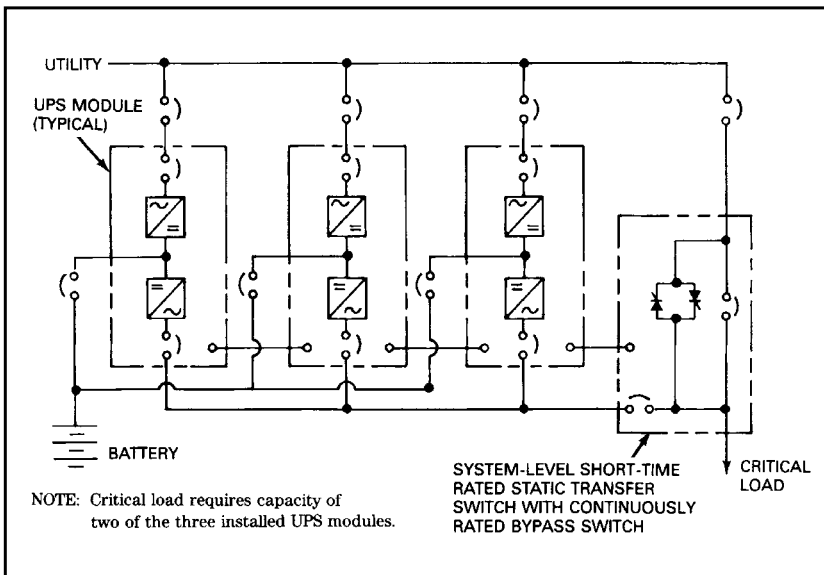 UTILITY
UPS MODULE
(TYPICAL)
BATTERY
NOTE: Critical load requires capacity of
two of the three installed UPS modules.
SYSTEM-LEVEL SHORT-TIME
RATED STATIC TRANSFER
SWITCH WITH CONTINUOUSLY
RATED BYPASS SWITCH
CRITICAL
LOAD